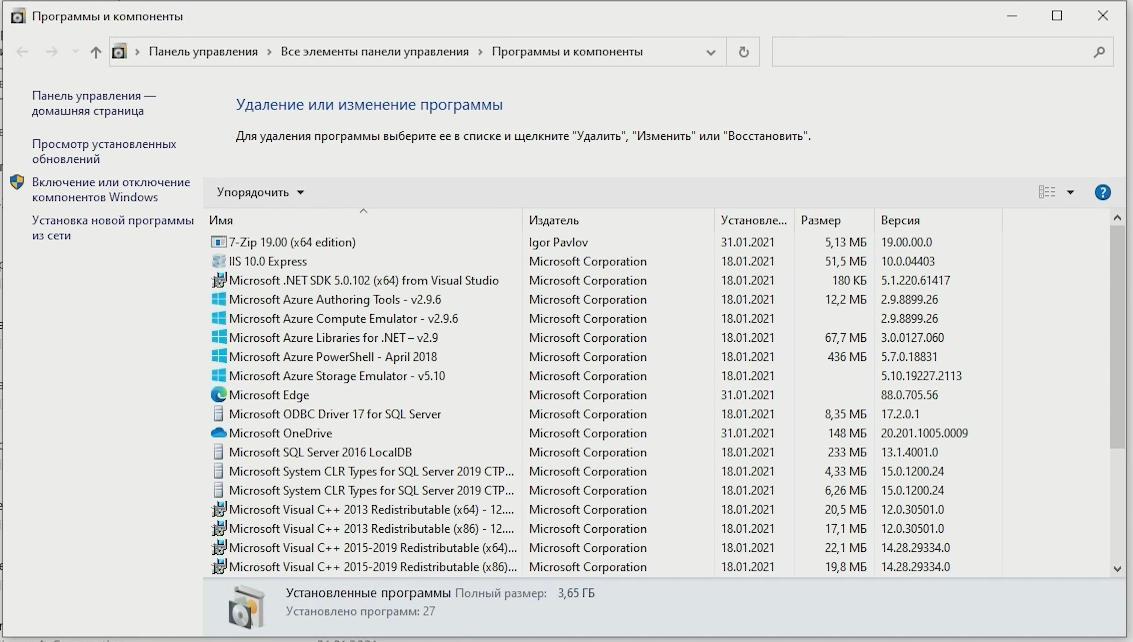 Программы и компоненты
Панель управления › Все элементы панели управления › Программы и компоненты
Панель управления —
домашняя страница
Просмотр установленных
обновлений
Включение или отключение
компонентов Windows
Установка новой программы
из сети
Удаление или изменение программы
Для удаления программы выберите ее в списке и щелкните "Удалить", "Изменить" или "Восстановить".
Упорядочить
Имя Издатель Установле... Размер Версия
7-Zip 19.00 (x64 edition) Igor Pavlov 31.01.2021 5,13 МБ 19.00.00.0
IIS 10.0 Express Microsoft Corporation 18.01.2021 51,5 МБ 10.0.04403
Microsoft .NET SDK 5.0.102 (x64) from Visual Studio Microsoft Corporation 18.01.2021 180 КБ 5.1.220.61417
Microsoft Azure Authoring Tools - v2.9.6 Microsoft Corporation 18.01.2021 12,2 МБ 2.9.8899.26
Microsoft Azure Compute Emulator - v2.9.6 Microsoft Corporation 18.01.2021 2.9.8899.26
Microsoft Azure Libraries for .NET – v2.9 Microsoft Corporation 18.01.2021 67,7 МБ 3.0.0127.060
Microsoft Azure PowerShell - April 2018 Microsoft Corporation 18.01.2021 436 МБ 5.7.0.18831
Microsoft Azure Storage Emulator - v5.10 Microsoft Corporation 18.01.2021 5.10.19227.2113
Microsoft Edge Microsoft Corporation 31.01.2021 88.0.705.56
Microsoft ODBC Driver 17 for SQL Server Microsoft Corporation 18.01.2021 8,35 МБ 17.2.0.1
Microsoft OneDrive Microsoft Corporation 31.01.2021 148 МБ 20.201.1005.0009
Microsoft SQL Server 2016 LocalDB Microsoft Corporation 18.01.2021 233 МБ 13.1.4001.0
Microsoft System CLR Types for SQL Server 2019 CTP... Microsoft Corporation 18.01.2021 4,33 МБ 15.0.1200.24
Microsoft System CLR Types for SQL Server 2019 CTP... Microsoft Corporation 18.01.2021 6,26 МБ 15.0.1200.24
Microsoft Visual C++ 2013 Redistributable (x64) - 12.... Microsoft Corporation 18.01.2021 20,5 МБ 12.0.30501.0
Microsoft Visual C++ 2013 Redistributable (x86) - 12.... Microsoft Corporation 18.01.2021 17,1 МБ 12.0.30501.0
Microsoft Visual C++ 2015-2019 Redistributable (x64)... Microsoft Corporation 18.01.2021 22,1 МБ 14.28.29334.0
Microsoft Visual C++ 2015-2019 Redistributable (x86)... Microsoft Corporation 18.01.2021 19,8 МБ 14.28.29334.0
Установленные программы Полный размер: 3,65 ГБ
Установлено программ: 27